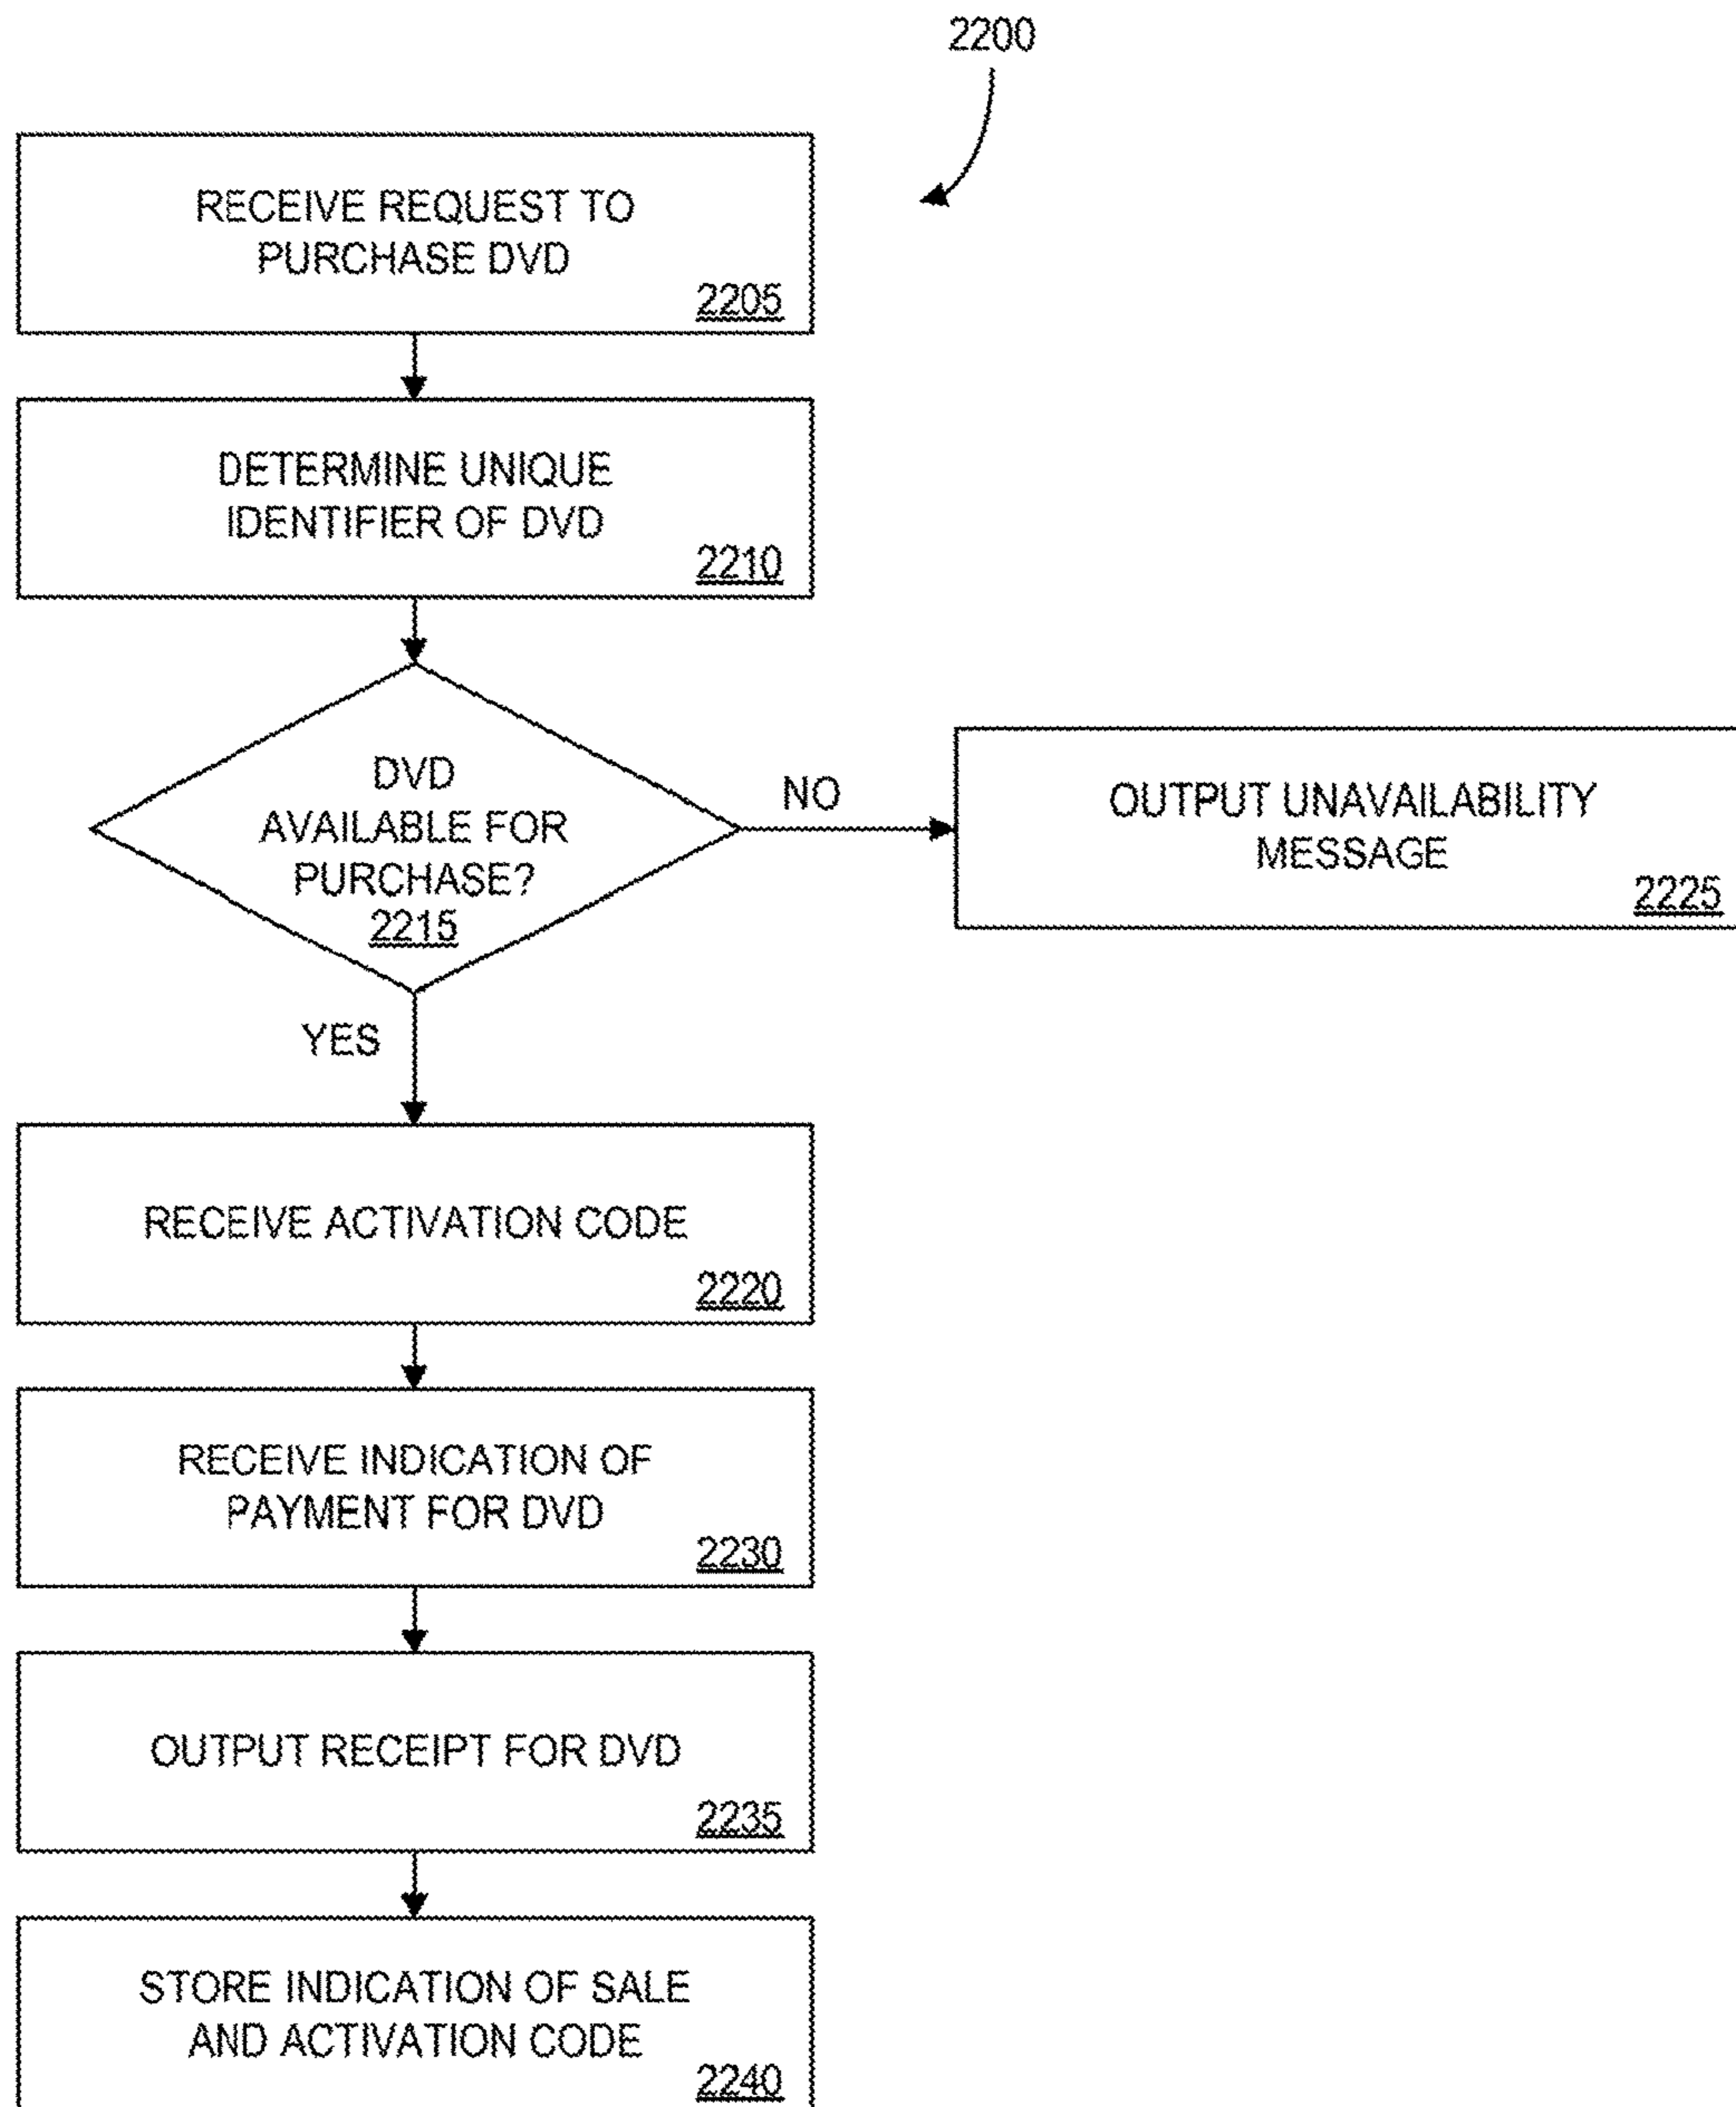 2200
RECEIVE REQUEST TO
PURCHASE DVD
2205
DETERMINE UNIQUE
IDENTIFIER OF DVD
2210
DVD
AVAILABLE FOR
PURCHASE?
2215
NO
OUTPUT UNAVAILABILITY
MESSAGE
2225
YES
RECEIVE ACTIVATION CODE
2220
RECEIVE INDICATION OF
PAYMENT FOR DVD
2230
OUTPUT RECEIPT FOR DVD
2235
STORE INDICATION OF SALE
AND ACTIVATION CODE
2240